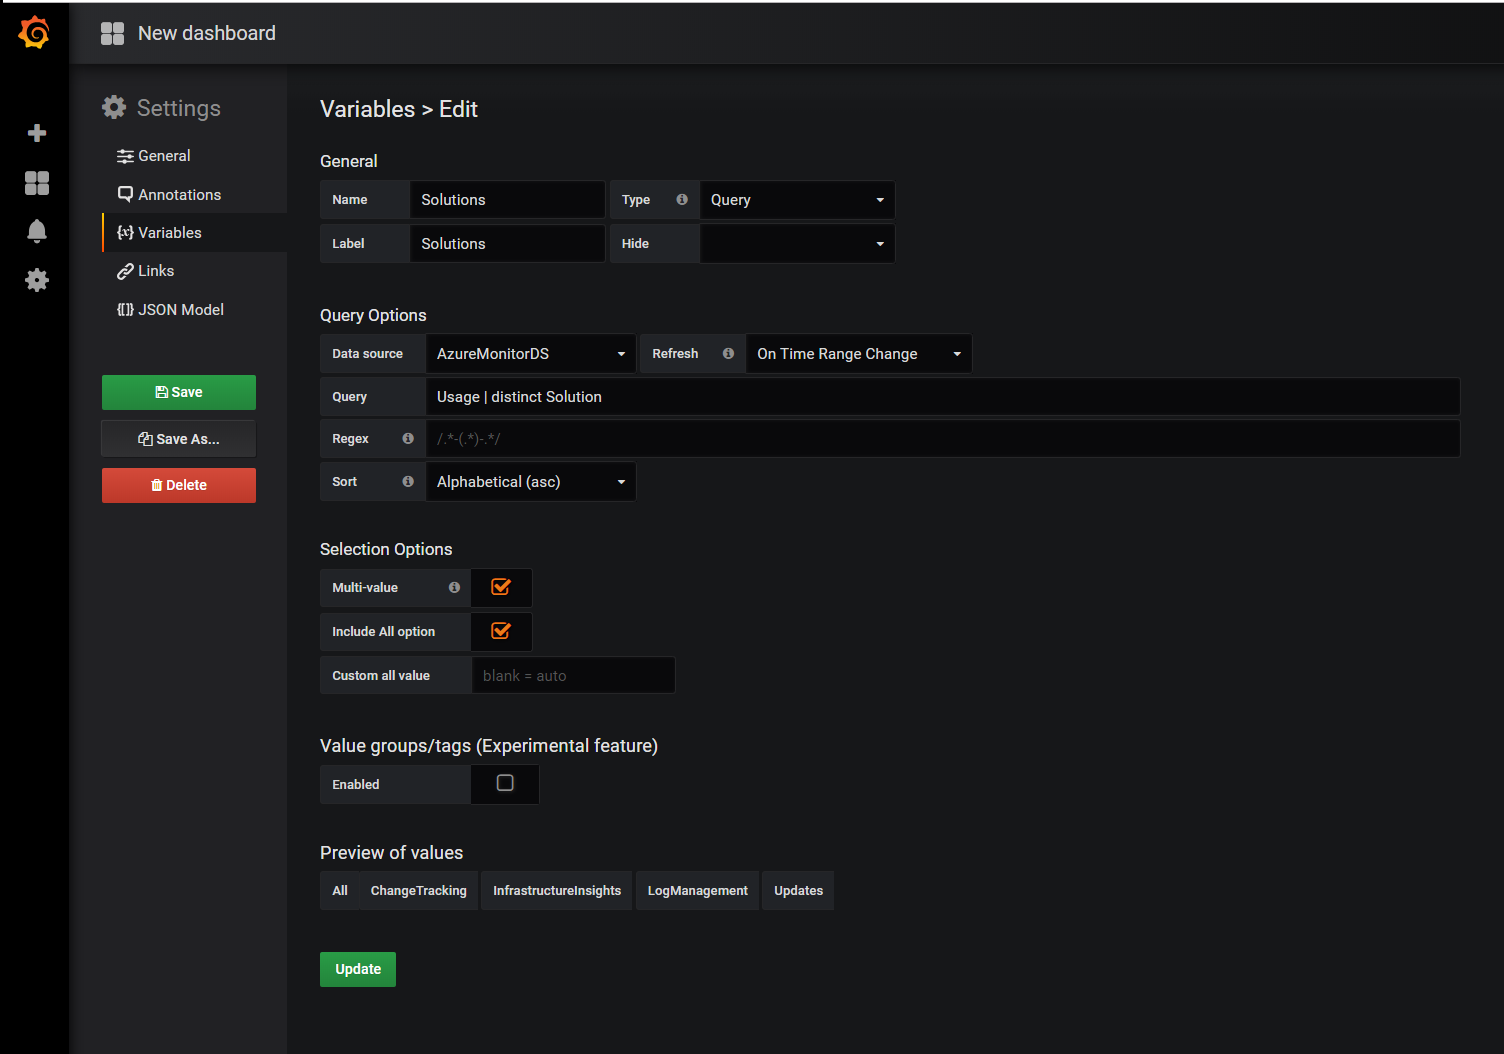 New dashboard
Settings
General
Annotations
Variables
Links
JSON Model
Save
Save As...
Delete
Variables > Edit
General
Name Solutions Type Query
Label Solutions Hide
Query Options
Data source AzureMonitorDS Refresh On Time Range Change
Query Usage | distinct Solution
Regex /.*-(.*)-.*/
Sort Alphabetical (asc)
Selection Options
Multi-value
Include All option
Custom all value blank = auto
Value groups/tags (Experimental feature)
Enabled
Preview of values
All ChangeTracking InfrastructureInsights LogManagement Updates
Update